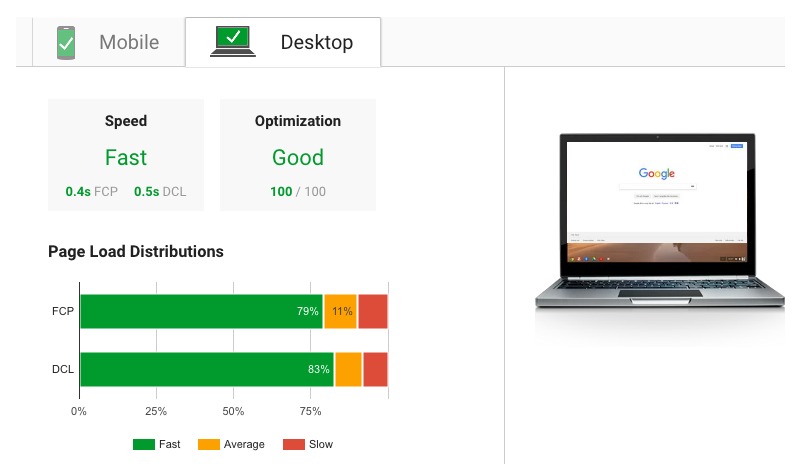 Mobile
Desktop
Speed
Optimization
Fast
Good
0.4s FCP 0.5s DCL
100 / 100
Google
Page Load Distributions
FCP
79%
11%
DCL
83%
0% 25% 50% 75%
Fast Average Slow